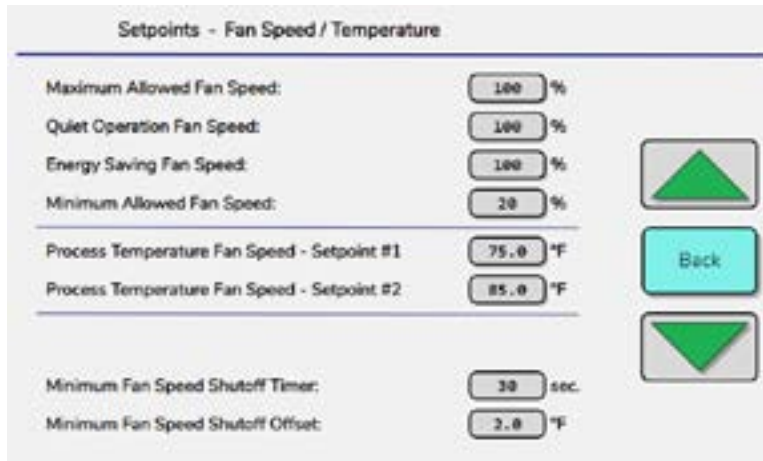 Setpoints - Fan Speed / Temperature
Maximum Allowed Fan Speed: 100 %
Quiet Operation Fan Speed: 100 %
Energy Saving Fan Speed: 100 %
Minimum Allowed Fan Speed: 20 %
Process Temperature Fan Speed - Setpoint #1 75.0 °F
Process Temperature Fan Speed - Setpoint #2 85.0 °F
Back
Minimum Fan Speed Shutoff Timer: 30 sec.
Minimum Fan Speed Shutoff Offset: 2.0 °F